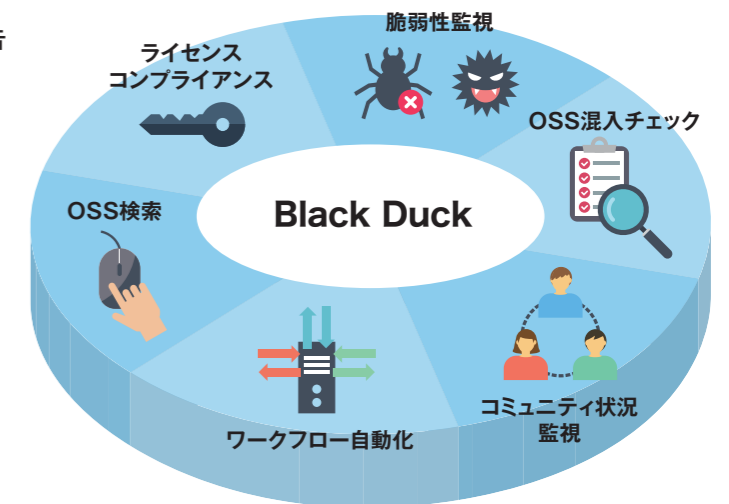 脆弱性監視
ライセンス
コンプライアンス
OSS混入チェック
OSS検索
Black Duck
コミュニティ状況
監視
ワークフロー自動化